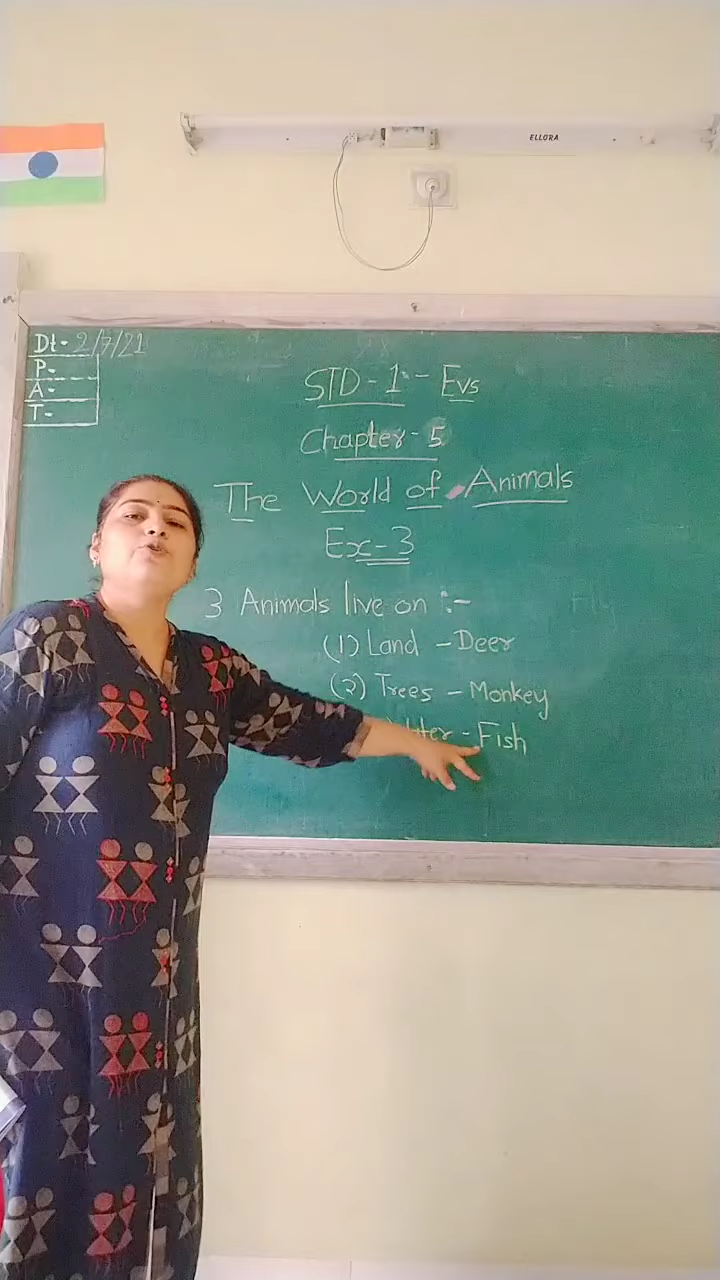 ELLORA
Dt- 2/7/21
P-
A-
T-
STD-1 - Evs
Chapter-5
The World of Animals
Ex-3
3 Animals live on :-
(1) Land - Deer
(2) Trees - Monkey
- Fish